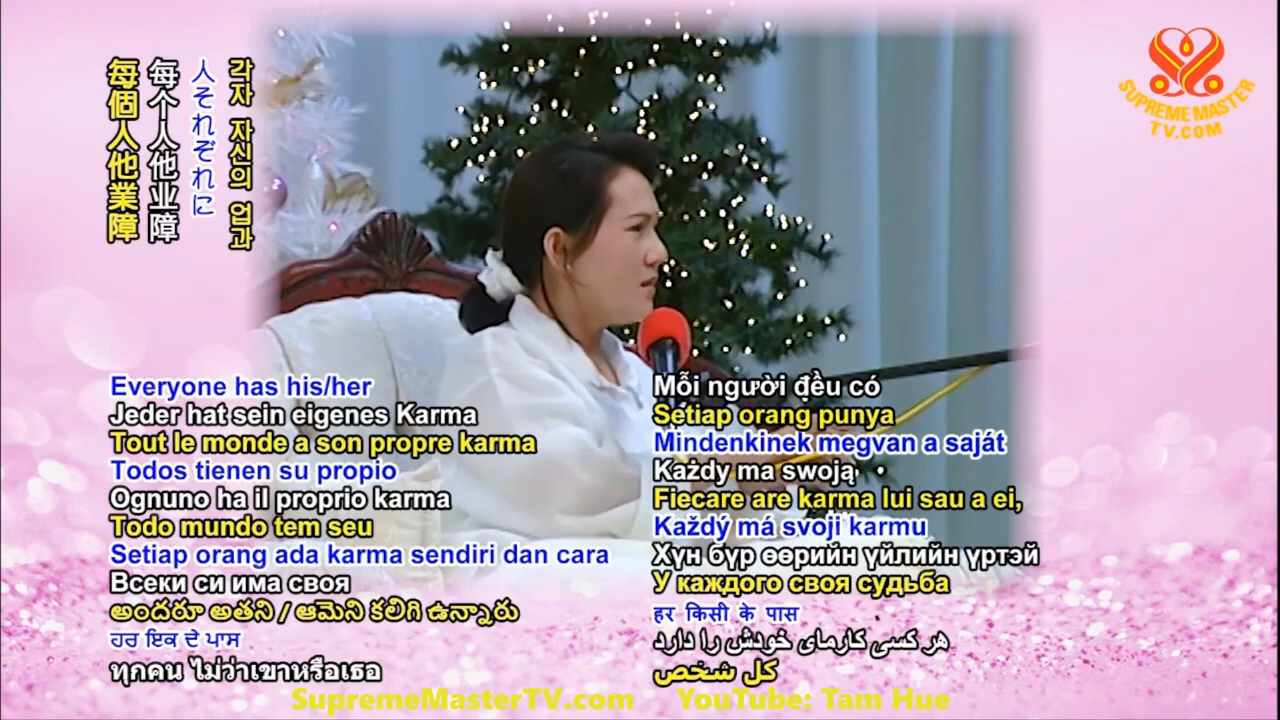 각자 자신의 업과
人それぞれに
每个人他业障
每個人他業障
SUPREME MASTER
TV.COM
Everyone has his/her
Jeder hat sein eigenes Karma
Tout le monde a son propre karma
Todos tienen su propio
Ognuno ha il proprio karma
Todo mundo tem seu
Setiap orang ada karma sendiri dan cara
Всеки си има своя
అందరూ అతని / ఆమెని కలిగి ఉన్నారు
ਹਰ ਇਕ ਦੇ ਪਾਸ
ทุกคน ไม่ว่าเขาหรือเธอ
Mỗi người đều có
Setiap orang punya
Mindenkinek megvan a saját
Każdy ma swoją
Fiecare are karma lui sau a ei,
Každý má svoji karmu
Хүн бүр өөрийн үйлийн үртэй
У каждого своя судьба
हर किसी के पास
هر کسی کارمای خودش را دارد
كل شخص
SupremeMasterTV.com YouTube: Tam Hue